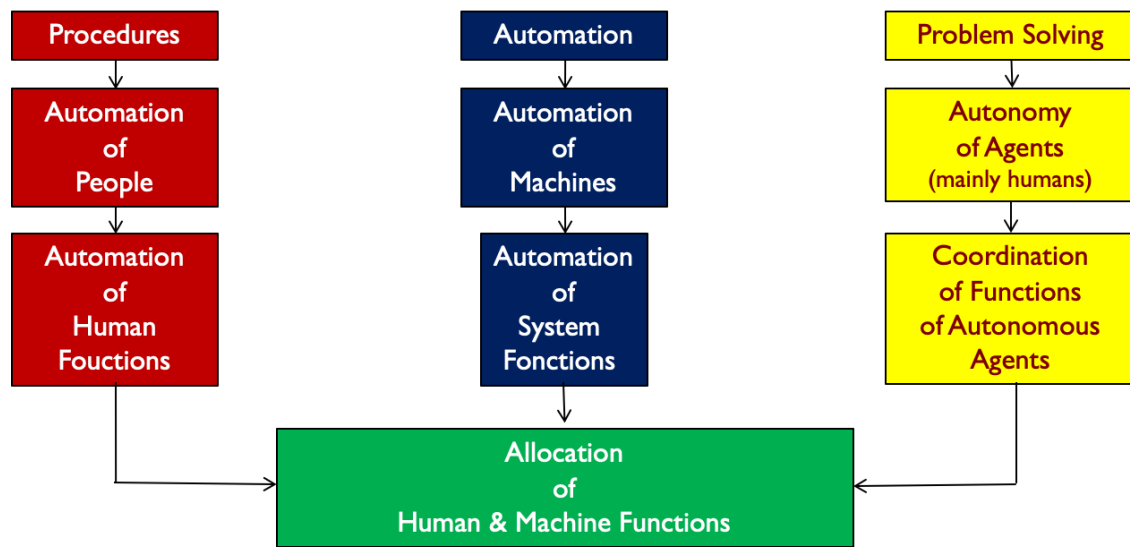 Procedures
Automation
of
People
Automation
of
Human
Fouctions
Automation
Automation
of
Machines
Automation
of
System
Fonctions
Problem Solving
Autonomy
of Agents
(mainly humans)
Coordination
of Functions
of Autonomous
Agents
Allocation
of
Human & Machine Functions